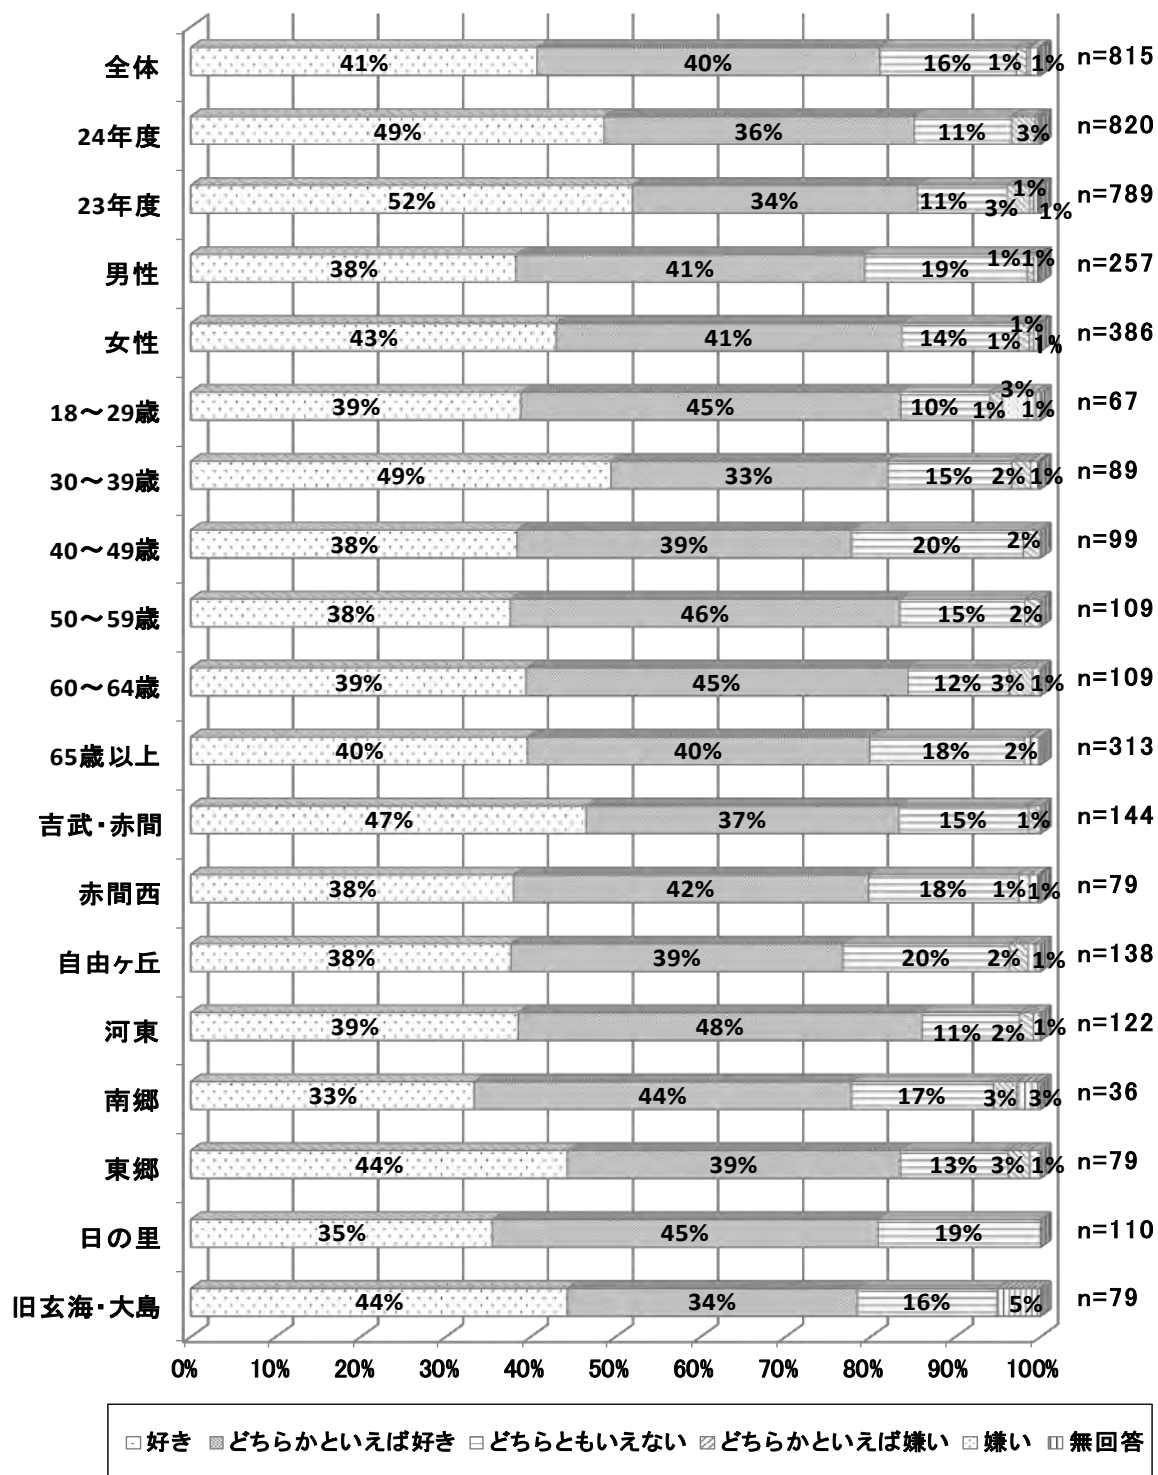 全体 41% 40% 16% 1% 1% n=815
24年度 49% 36% 11% 3% n=820
23年度 52% 34% 11% 3% 1% 1% n=789
男性 38% 41% 19% 1% 1% n=257
女性 43% 41% 14% 1% 1% 1% n=386
18～29歳 39% 45% 10% 1% 3% 1% n=67
30～39歳 49% 33% 15% 2% 1% n=89
40～49歳 38% 39% 20% 2% n=99
50～59歳 38% 46% 15% 2% n=109
60～64歳 39% 45% 12% 3% 1% n=109
65歳以上 40% 40% 18% 2% n=313
吉武・赤間 47% 37% 15% 1% n=144
赤間西 38% 42% 18% 1% 1% n=79
自由ヶ丘 38% 39% 20% 2% 1% n=138
河東 39% 48% 11% 2% 1% n=122
南郷 33% 44% 17% 3% 3% n=36
東郷 44% 39% 13% 3% 1% n=79
日の里 35% 45% 19% n=110
旧玄海・大島 44% 34% 16% 5% n=79
0% 10% 20% 30% 40% 50% 60% 70% 80% 90% 100%
好き どちらかといえば好き どちらともいえない どちらかといえば嫌い 嫌い 無回答